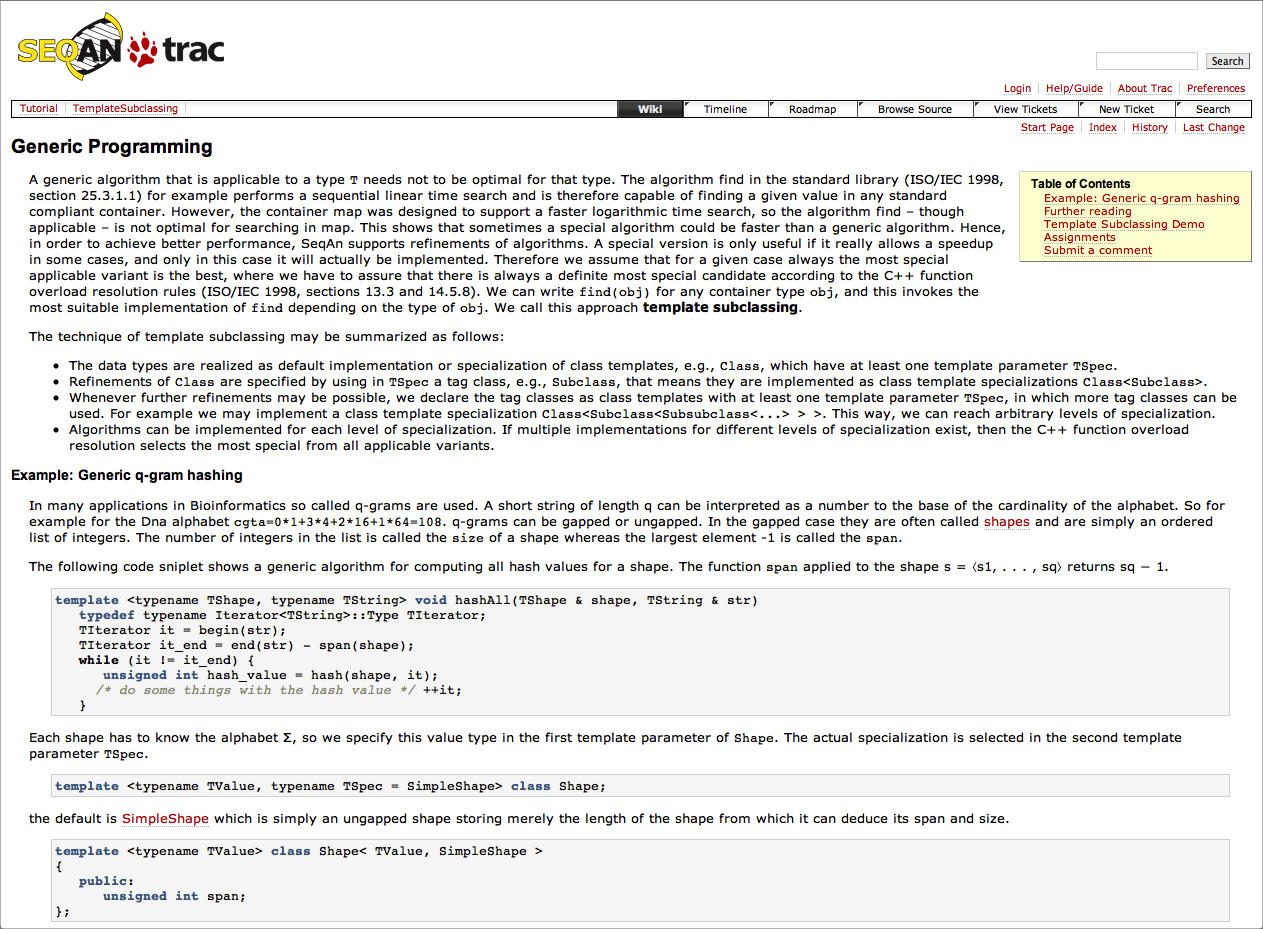 SEQAN trac
Search
Login Help/Guide About Trac Preferences
Tutorial TemplateSubclassing Wiki Timeline Roadmap Browse Source View Tickets New Ticket Search
Start Page Index History Last Change
Generic Programming
A generic algorithm that is applicable to a type T needs not to be optimal for that type. The algorithm find in the standard library (ISO/IEC 1998,
section 25.3.1.1) for example performs a sequential linear time search and is therefore capable of finding a given value in any standard
compliant container. However, the container map was designed to support a faster logarithmic time search, so the algorithm find – though
applicable – is not optimal for searching in map. This shows that sometimes a special algorithm could be faster than a generic algorithm. Hence,
in order to achieve better performance, SeqAn supports refinements of algorithms. A special version is only useful if it really allows a speedup
in some cases, and only in this case it will actually be implemented. Therefore we assume that for a given case always the most special
applicable variant is the best, where we have to assure that there is always a definite most special candidate according to the C++ function
overload resolution rules (ISO/IEC 1998, sections 13.3 and 14.5.8). We can write find(obj) for any container type obj, and this invokes the
most suitable implementation of find depending on the type of obj. We call this approach template subclassing.
Table of Contents
Example: Generic q-gram hashing
Further reading
Template Subclassing Demo
Assignments
Submit a comment
The technique of template subclassing may be summarized as follows:
• The data types are realized as default implementation or specialization of class templates, e.g., Class, which have at least one template parameter TSpec.
• Refinements of Class are specified by using in TSpec a tag class, e.g., Subclass, that means they are implemented as class template specializations Class<Subclass>.
• Whenever further refinements may be possible, we declare the tag classes as class templates with at least one template parameter TSpec, in which more tag classes can be
used. For example we may implement a class template specialization Class<Subclass<Subsubclass<...> > >. This way, we can reach arbitrary levels of specialization.
• Algorithms can be implemented for each level of specialization. If multiple implementations for different levels of specialization exist, then the C++ function overload
resolution selects the most special from all applicable variants.
Example: Generic q-gram hashing
In many applications in Bioinformatics so called q-grams are used. A short string of length q can be interpreted as a number to the base of the cardinality of the alphabet. So for
example for the Dna alphabet cgta=0*1+3*4+2*16+1*64=108. q-grams can be gapped or ungapped. In the gapped case they are often called shapes and are simply an ordered
list of integers. The number of integers in the list is called the size of a shape whereas the largest element -1 is called the span.
The following code sniplet shows a generic algorithm for computing all hash values for a shape. The function span applied to the shape s = ⟨s1, . . . , sq⟩ returns sq − 1.
template <typename TShape, typename TString> void hashAll(TShape & shape, TString & str)
typedef typename Iterator<TString>::Type TIterator;
TIterator it = begin(str);
TIterator it_end = end(str) - span(shape);
while (it != it_end) {
unsigned int hash_value = hash(shape, it);
/* do some things with the hash value */ ++it;
}
Each shape has to know the alphabet Σ, so we specify this value type in the first template parameter of Shape. The actual specialization is selected in the second template
parameter TSpec.
template <typename TValue, typename TSpec = SimpleShape> class Shape;
the default is SimpleShape which is simply an ungapped shape storing merely the length of the shape from which it can deduce its span and size.
template <typename TValue> class Shape< TValue, SimpleShape >
{
public:
unsigned int span;
};